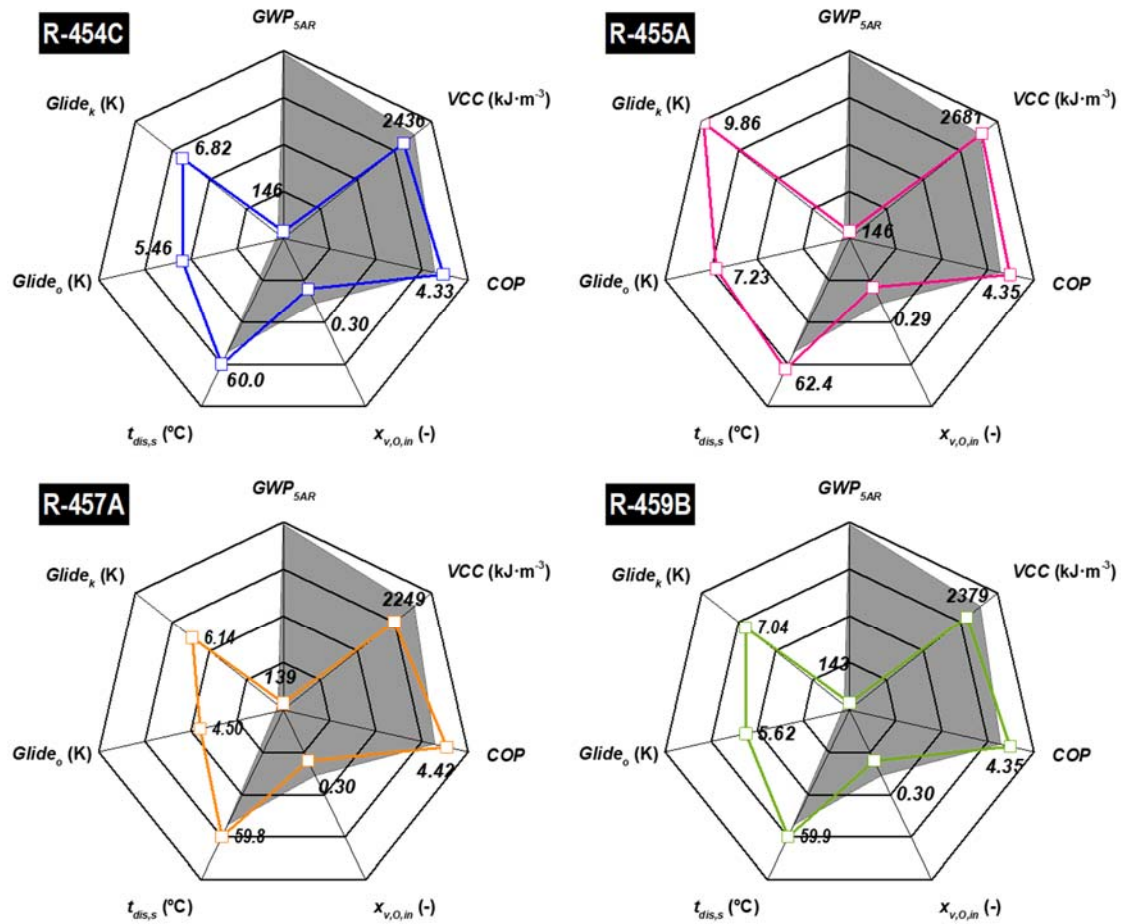 R-454C
GWP5AR
Glidek (K)
VCC (kJ·m-3)
2436
6.82
146
5.46
Glideo (K)
COP
4.33
0.30
60.0
tdis,s (ºC)
xv,O,in (-)
R-455A
GWP5AR
Glidek (K)
VCC (kJ·m-3)
9.86
2681
146
7.23
Glideo (K)
COP
4.35
0.29
62.4
tdis,s (ºC)
xv,O,in (-)
R-457A
GWP5AR
Glidek (K)
VCC (kJ·m-3)
2249
6.14
139
4.50
Glideo (K)
COP
4.42
0.30
59.8
tdis,s (ºC)
xv,O,in (-)
R-459B
GWP5AR
Glidek (K)
VCC (kJ·m-3)
2379
7.04
143
5.62
Glideo (K)
COP
4.35
0.30
59.9
tdis,s (ºC)
xv,O,in (-)